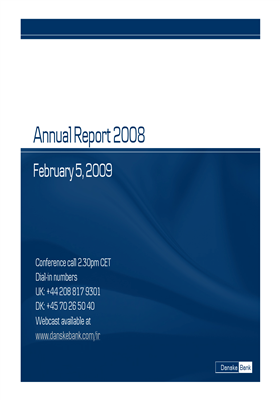 Annual Report 2008
February 5, 2009
Conference call 2.30pm CET
Dial-in numbers
UK: +44 208 817 9301
DK: +45 70 26 50 40
Webcast available at
www.danskebank.com/ir
Danske Bank